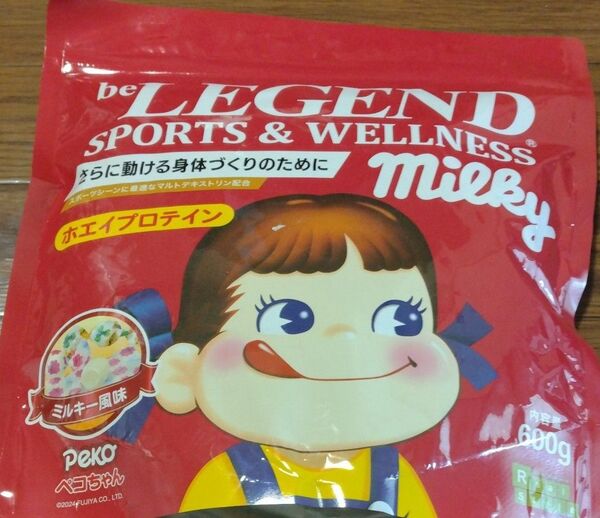 be LEGEND
SPORTS & WELLNESS®
さらに動ける身体づくりのために
milky
スポーツシーンに最適なマルトデキストリン配合
ホエイプロテイン
ミルキー風味
Peko
ペコちゃん
©2024 FUJIYA CO., LTD.
内容量
600g
Real
Style